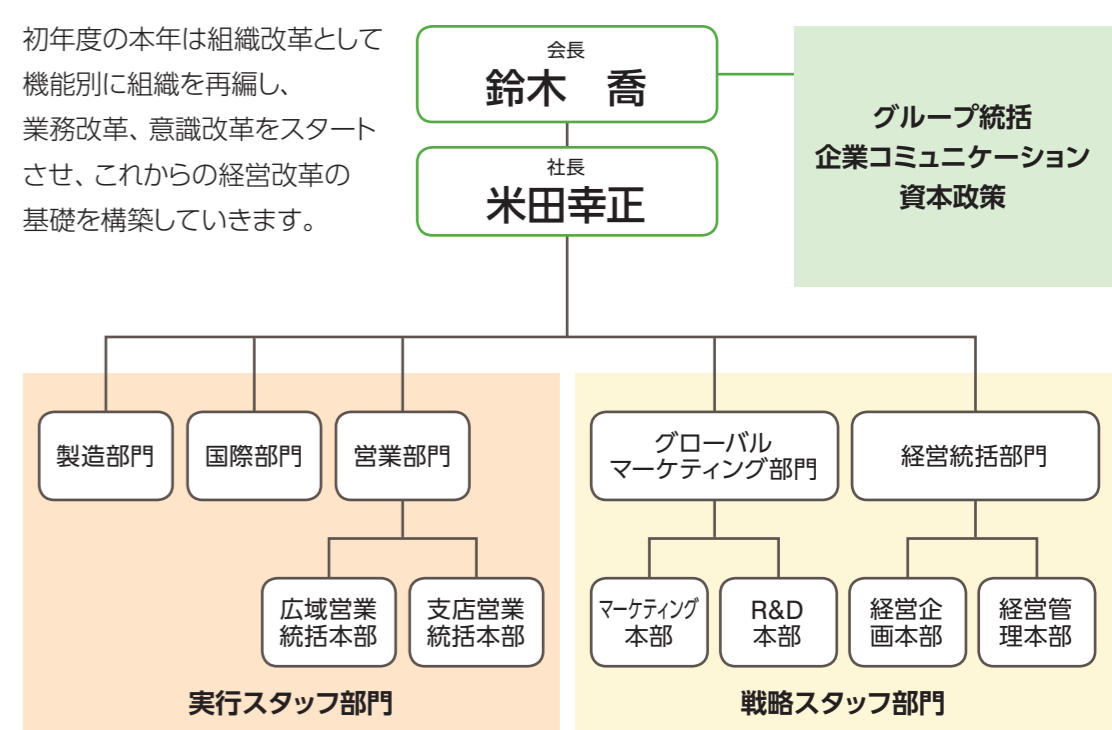 初年度の本年は組織改革として
機能別に組織を再編し、
業務改革、意識改革をスタート
させ、これからの経営改革の
基礎を構築していきます。
会長
鈴木　喬
社長
米田幸正
グループ統括
企業コミュニケーション
資本政策
製造部門
国際部門
営業部門
グローバル
マーケティング部門
経営統括部門
広域営業
統括本部
支店営業
統括本部
マーケティング
本部
R&D
本部
経営企
画本部
経営管
理本部
実行スタッフ部門
戦略スタッフ部門